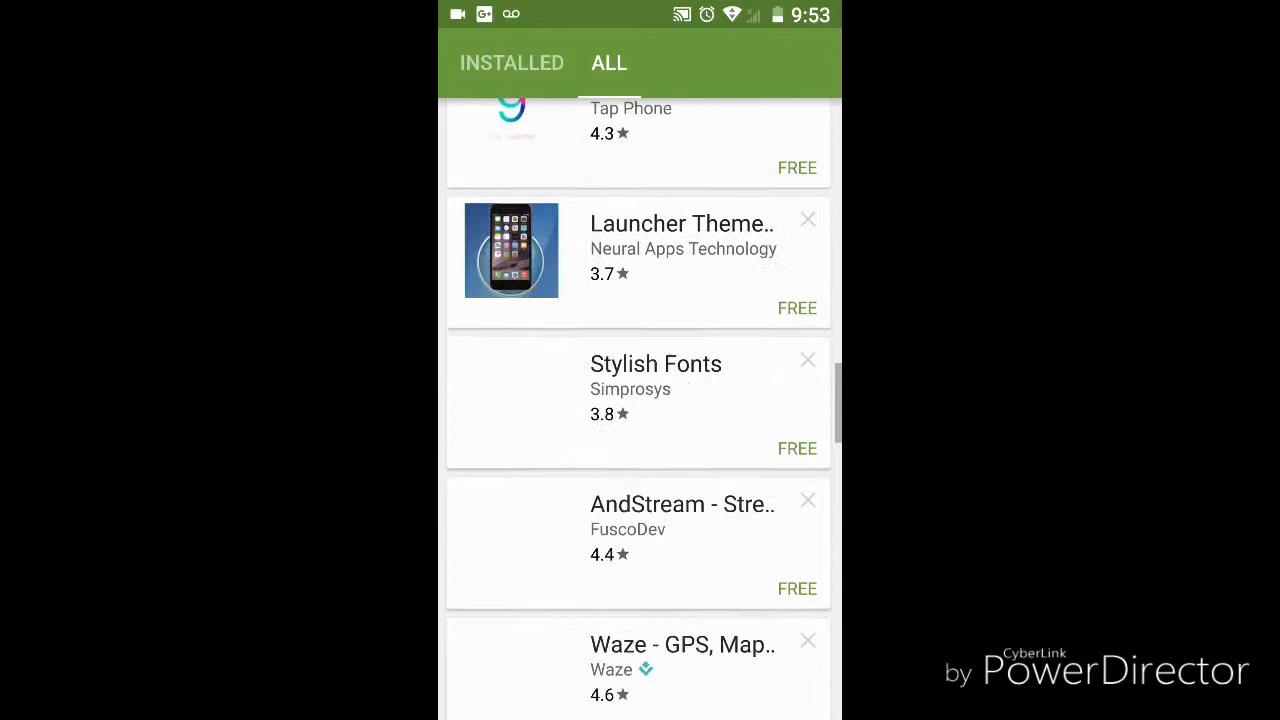 9:53
INSTALLED ALL
Tap Phone
4.3★
FREE
Launcher Theme..
Neural Apps Technology
3.7★
FREE
Stylish Fonts
Simprosys
3.8★
FREE
AndStream - Stre..
FuscoDev
4.4★
FREE
Waze - GPS, Map..
Waze
4.6★
CyberLink
by PowerDirector